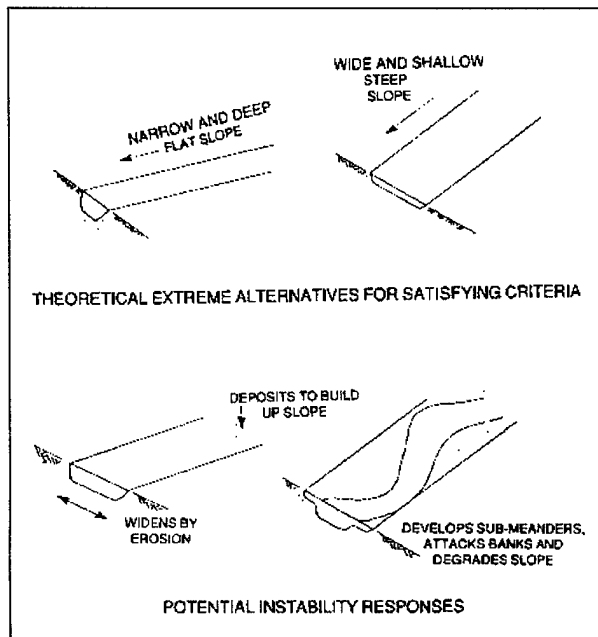 NARROW AND DEEP
FLAT SLOPE
WIDE AND SHALLOW
STEEP
SLOPE
THEORETICAL EXTREME ALTERNATIVES FOR SATISFYING CRITERIA
DEPOSITS TO BUILD
UP SLOPE
WIDENS BY
EROSION
DEVELOPS SUB-MEANDERS,
ATTACKS BANKS AND
DEGRADES SLOPE
POTENTIAL INSTABILITY RESPONSES